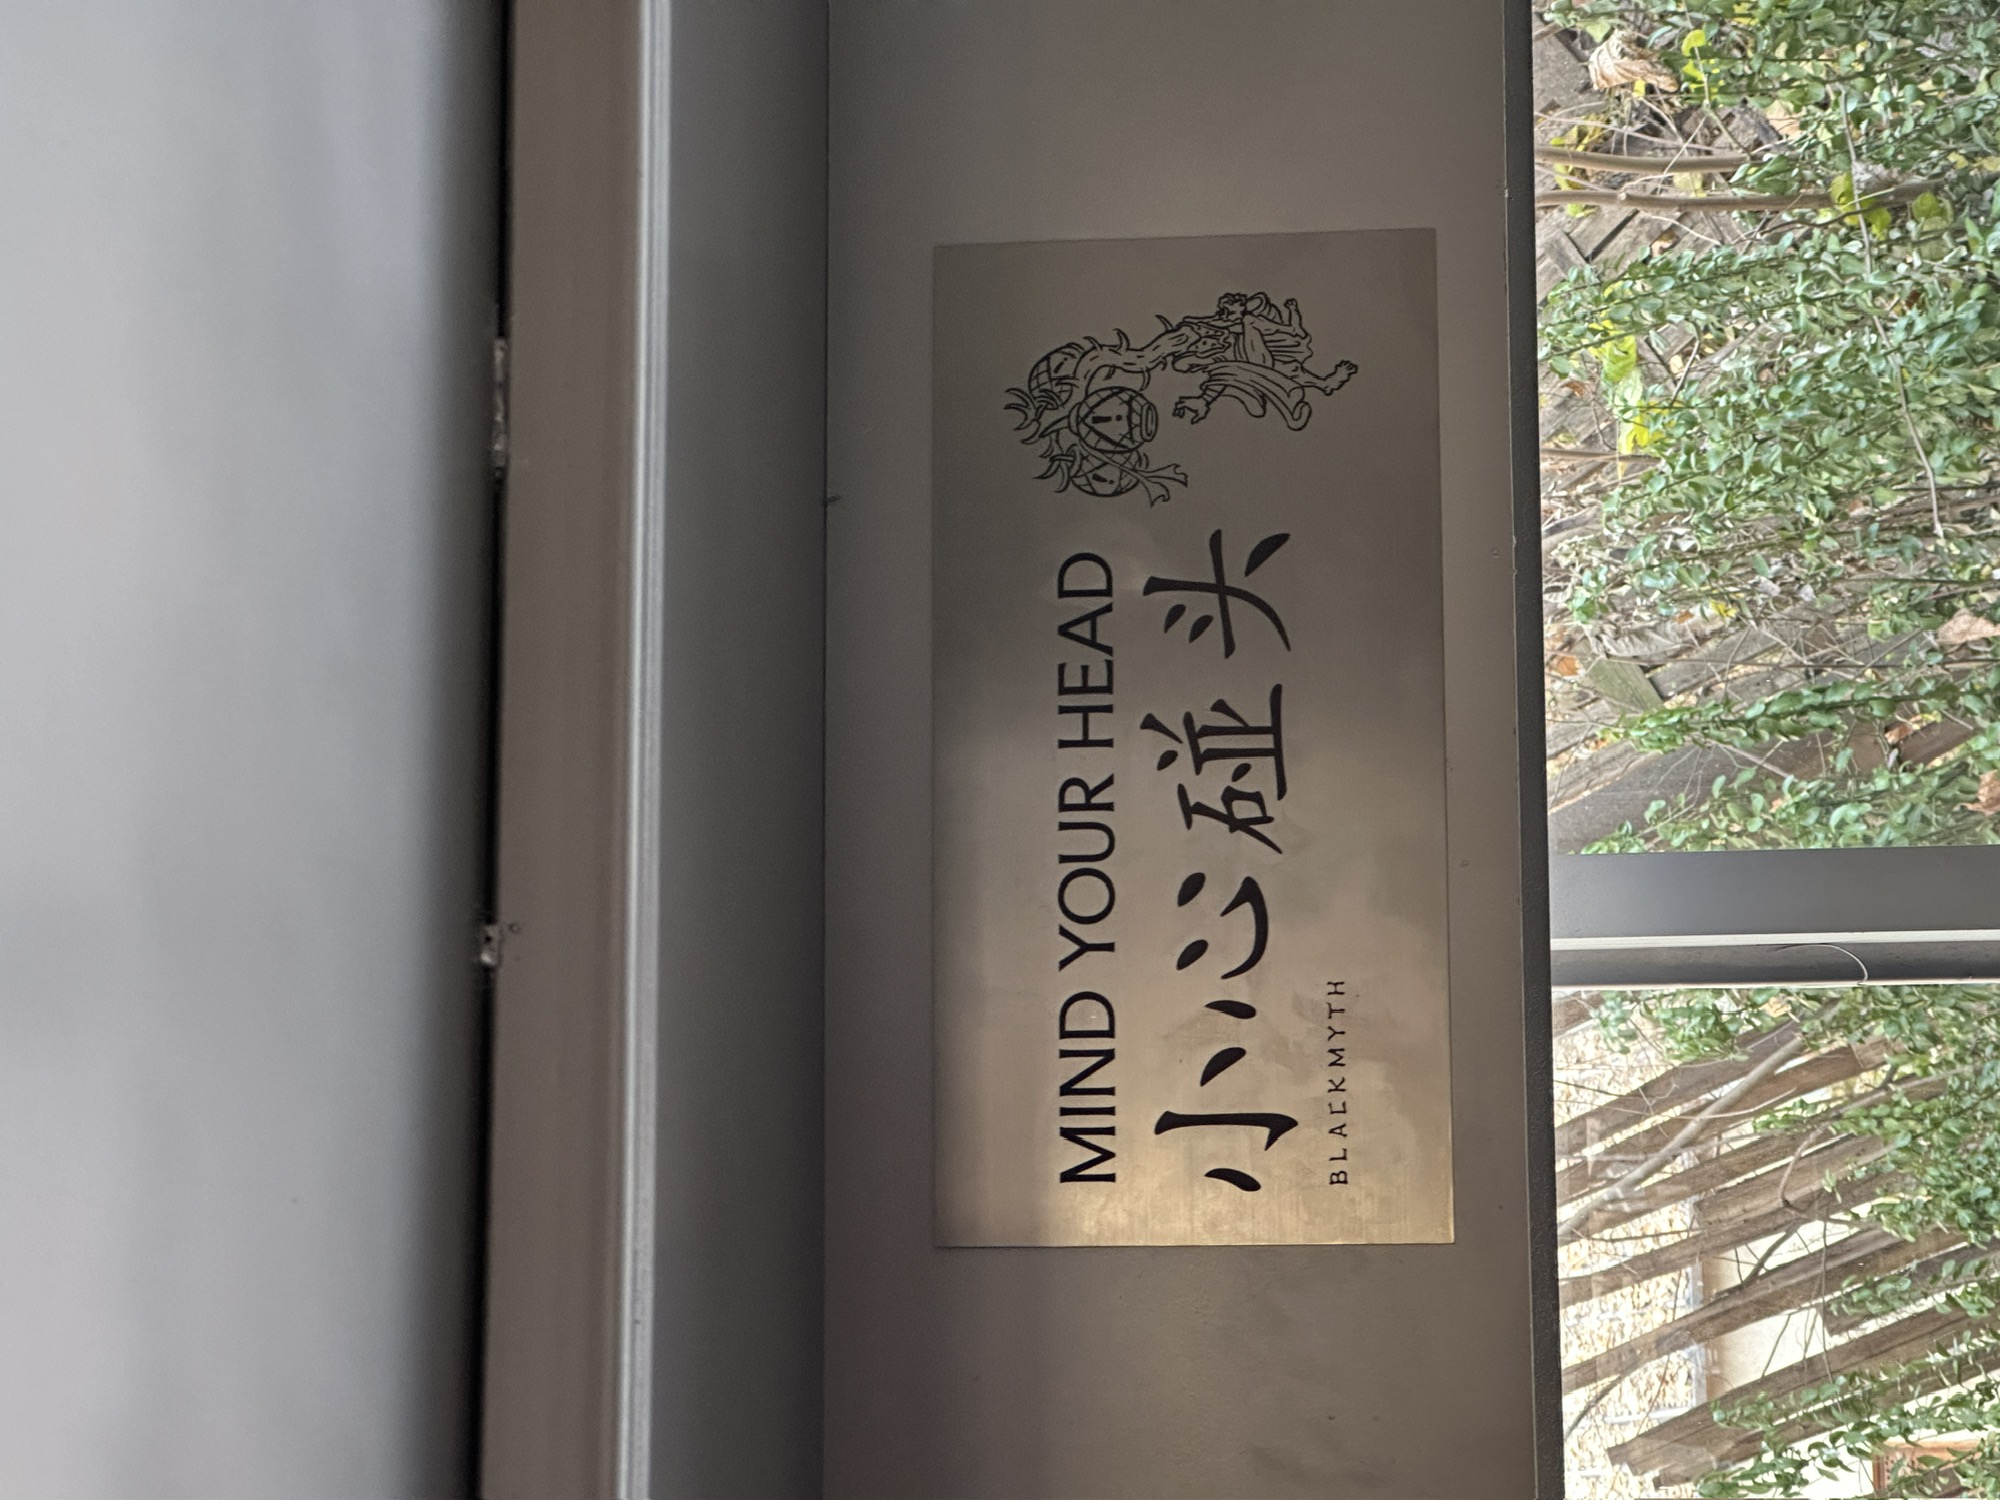 MIND YOUR HEAD
小心碰头
BLACKMYTH